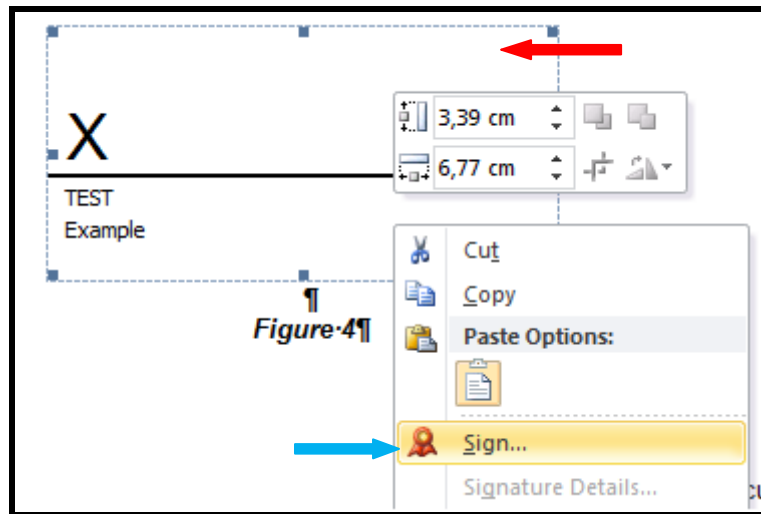 X
3,39 cm
6,77 cm
TEST
Example
¶
Figure·4¶
Cut
Copy
Paste Options:
Sign...
Signature Details...